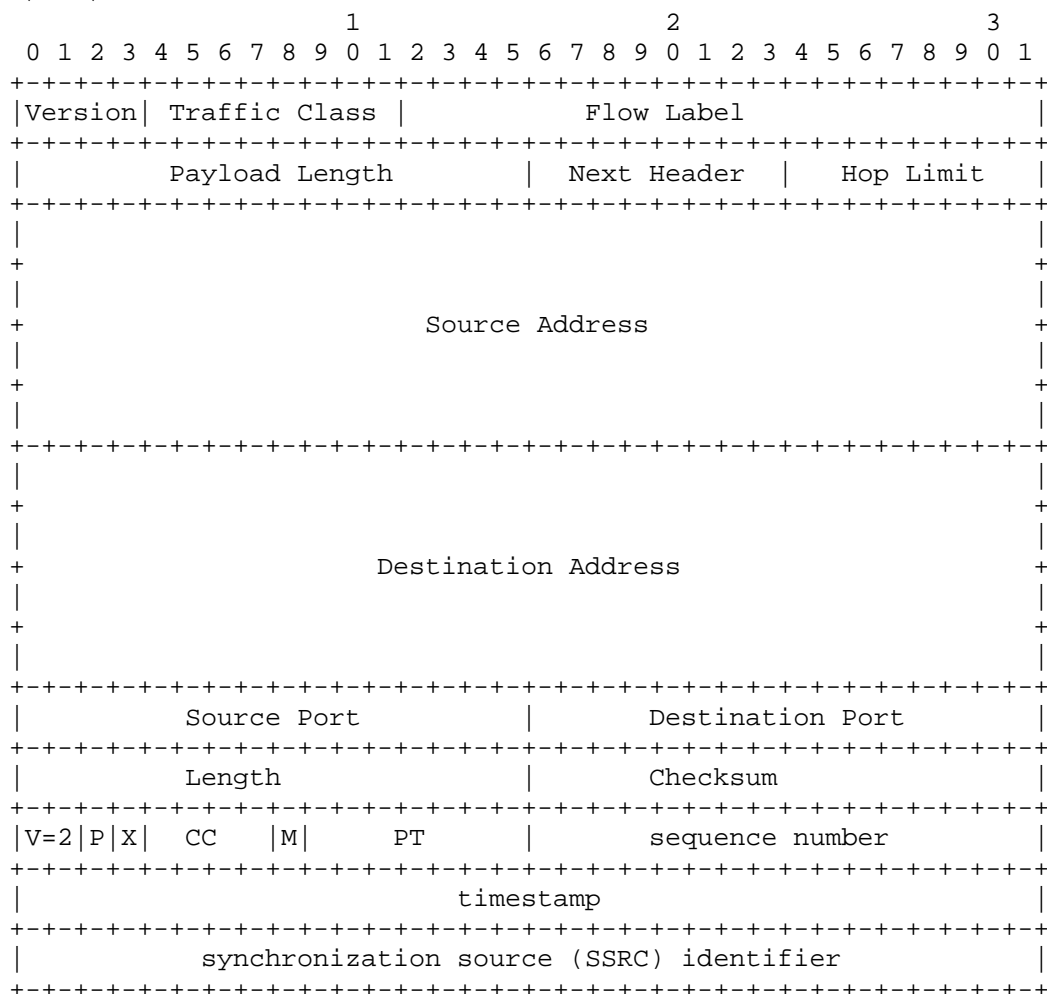 1 2 3
0 1 2 3 4 5 6 7 8 9 0 1 2 3 4 5 6 7 8 9 0 1 2 3 4 5 6 7 8 9 0 1
+-+-+-+-+-+-+-+-+-+-+-+-+-+-+-+-+-+-+-+-+-+-+-+-+-+-+-+-+-+-+-+-+
|Version| Traffic Class | Flow Label |
+-+-+-+-+-+-+-+-+-+-+-+-+-+-+-+-+-+-+-+-+-+-+-+-+-+-+-+-+-+-+-+-+
| Payload Length | Next Header | Hop Limit |
+-+-+-+-+-+-+-+-+-+-+-+-+-+-+-+-+-+-+-+-+-+-+-+-+-+-+-+-+-+-+-+-+
| |
+ +
| |
+ Source Address +
| |
+ +
| |
+-+-+-+-+-+-+-+-+-+-+-+-+-+-+-+-+-+-+-+-+-+-+-+-+-+-+-+-+-+-+-+-+
| |
+ +
| |
+ Destination Address +
| |
+ +
| |
+-+-+-+-+-+-+-+-+-+-+-+-+-+-+-+-+-+-+-+-+-+-+-+-+-+-+-+-+-+-+-+-+
| Source Port | Destination Port |
+-+-+-+-+-+-+-+-+-+-+-+-+-+-+-+-+-+-+-+-+-+-+-+-+-+-+-+-+-+-+-+-+
| Length | Checksum |
+-+-+-+-+-+-+-+-+-+-+-+-+-+-+-+-+-+-+-+-+-+-+-+-+-+-+-+-+-+-+-+-+
|V=2|P|X| CC |M| PT | sequence number |
+-+-+-+-+-+-+-+-+-+-+-+-+-+-+-+-+-+-+-+-+-+-+-+-+-+-+-+-+-+-+-+-+
| timestamp |
+-+-+-+-+-+-+-+-+-+-+-+-+-+-+-+-+-+-+-+-+-+-+-+-+-+-+-+-+-+-+-+-+
| synchronization source (SSRC) identifier |
+-+-+-+-+-+-+-+-+-+-+-+-+-+-+-+-+-+-+-+-+-+-+-+-+-+-+-+-+-+-+-+-+